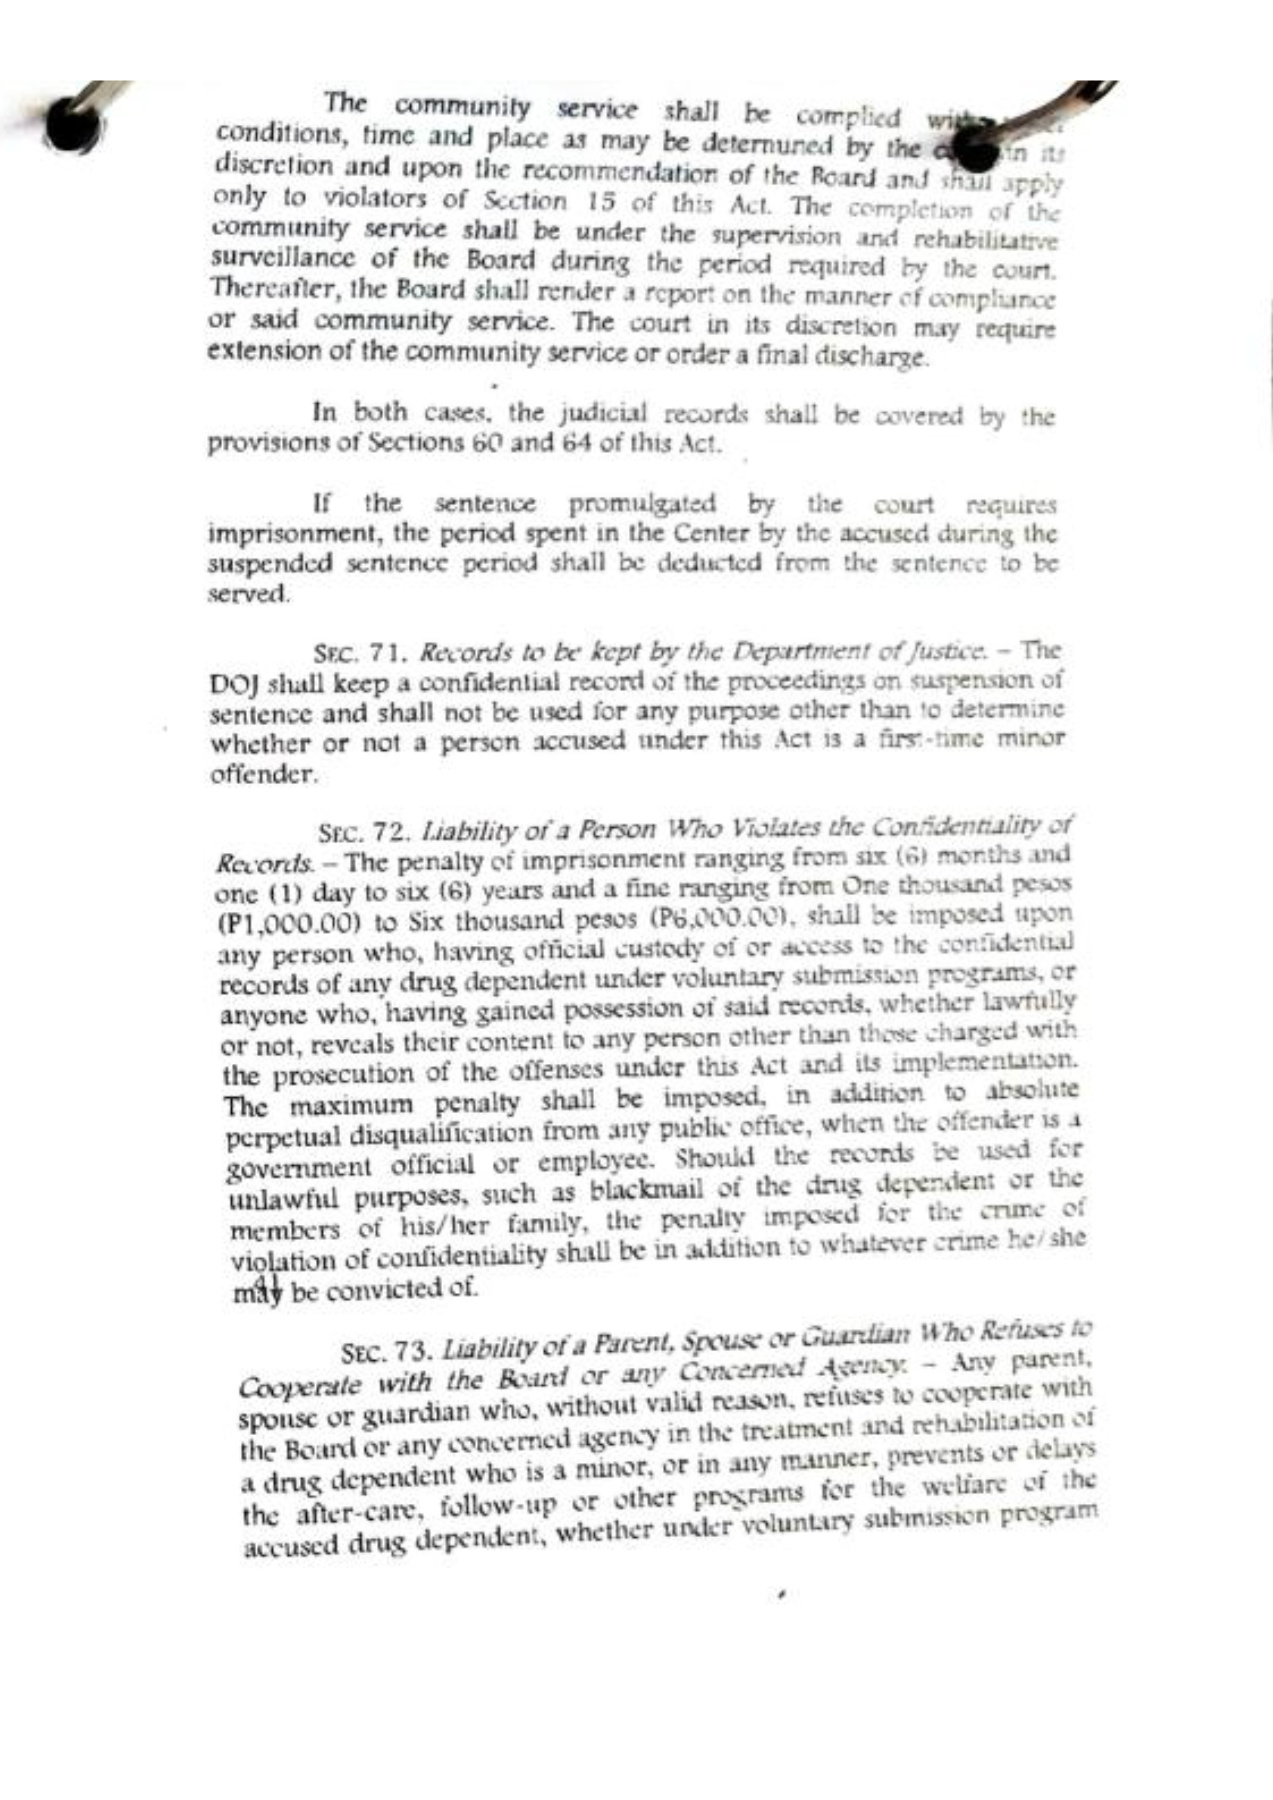 The community service shall be complied with
conditions, time and place as may be determined by the in its
discretion and upon the recommendation of the Board and shall apply
only to violators of Section 15 of this Act. The completion of the
community service shall be under the supervision and rehabilitative
surveillance of the Board during the period required by the court.
Thereafter, the Board shall render a report on the manner of compliance
or said community service. The court in its discretion may require
extension of the community service or order a final discharge.
In both cases, the judicial records shall be covered by the
provisions of Sections 60 and 64 of this Act.
If the sentence promulgated by the court requires
imprisonment, the period spent in the Center by the accused during the
suspended sentence period shall be deducted from the sentence to be
served.
SEC. 71. Records to be kept by the Department of Justice. – The
DOJ shall keep a confidential record of the proceedings on suspension of
sentence and shall not be used for any purpose other than to determine
whether or not a person accused under this Act is a first-time minor
offender.
SEC. 72. Liability of a Person Who Violates the Confidentiality of
Records. – The penalty of imprisonment ranging from six (6) months and
one (1) day to six (6) years and a fine ranging from One thousand pesos
(P1,000.00) to Six thousand pesos (P6,000.00), shall be imposed upon
any person who, having official custody of or access to the confidential
records of any drug dependent under voluntary submission programs, or
anyone who, having gained possession of said records, whether lawfully
or not, reveals their content to any person other than those charged with
the prosecution of the offenses under this Act and its implementation.
The maximum penalty shall be imposed, in addition to absolute
perpetual disqualification from any public office, when the offender is a
government official or employee. Should the records be used for
unlawful purposes, such as blackmail of the drug dependent or the
members of his/her family, the penalty imposed for the crime of
violation of confidentiality shall be in addition to whatever crime he/she
may be convicted of.
SEC. 73. Liability of a Parent, Spouse or Guardian Who Refuses to
Cooperate with the Board or any Concerned Agency. – Any parent,
spouse or guardian who, without valid reason, refuses to cooperate with
the Board or any concerned agency in the treatment and rehabilitation of
a drug dependent who is a minor, or in any manner, prevents or delays
the after-care, follow-up or other programs for the welfare of the
accused drug dependent, whether under voluntary submission program